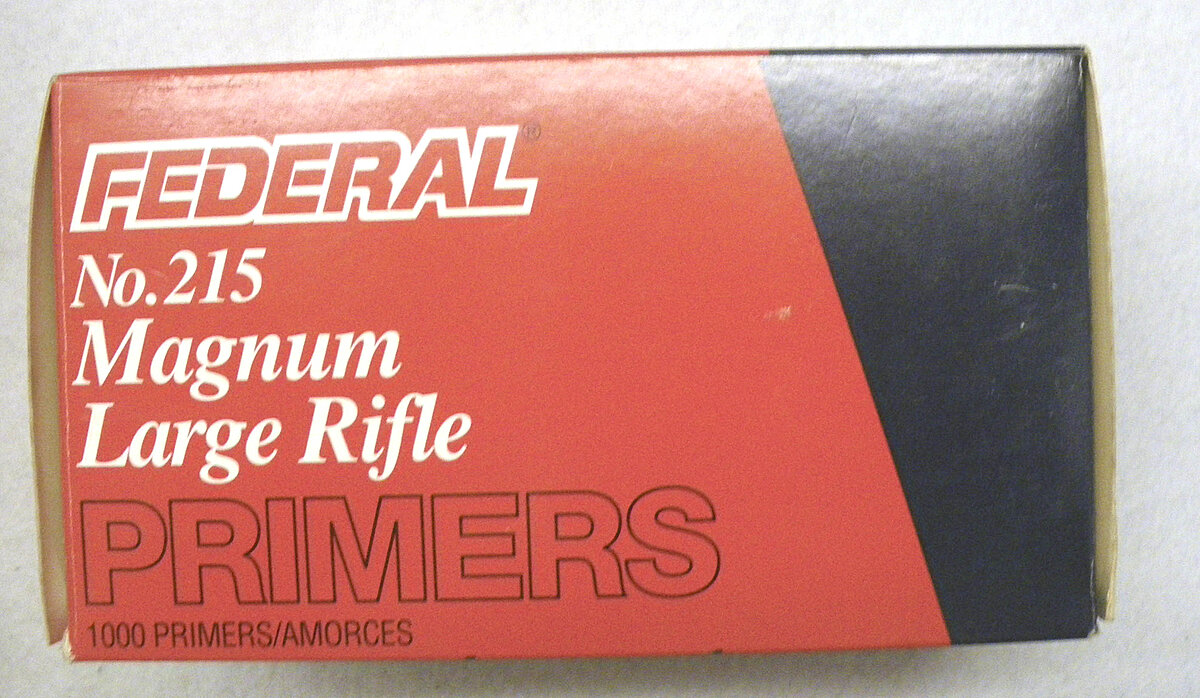 FEDERAL®
No.215
Magnum
Large Rifle
PRIMERS
1000 PRIMERS/AMORCES